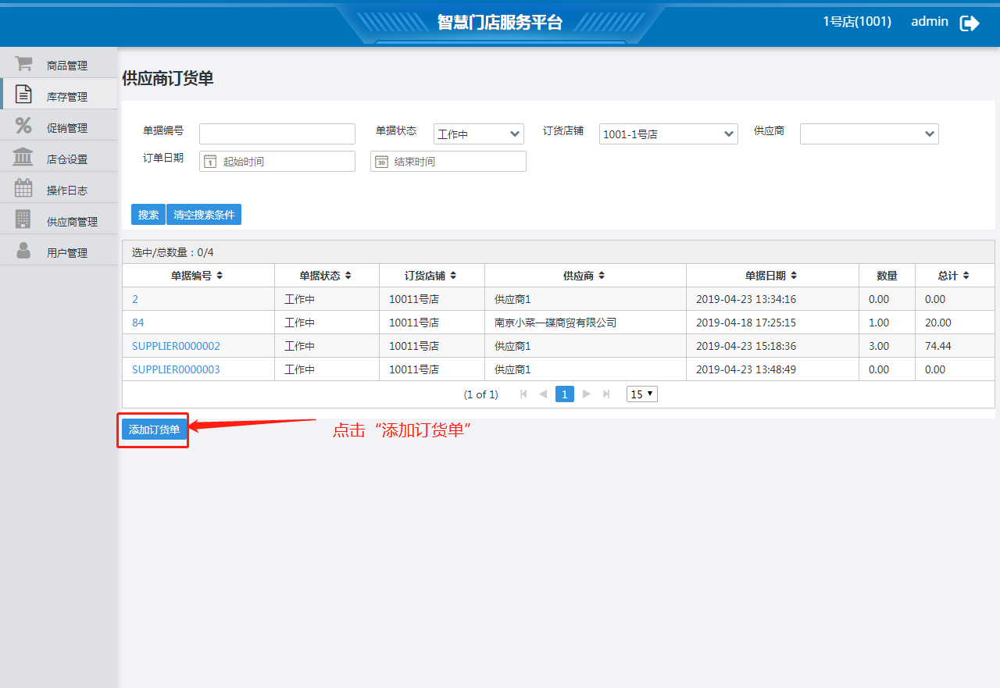 智慧门店服务平台
1号店(1001) admin
商品管理
库存管理
促销管理
店仓设置
操作日志
供应商管理
用户管理
供应商订货单
单据编号 单据状态 工作中 订货店铺 1001-1号店 供应商
订单日期 1 起始时间 30 结束时间
搜索 清空搜索条件
选中/总数量：0/4
单据编号 单据状态 订货店铺 供应商 单据日期 数量 总计
2 工作中 10011号店 供应商1 2019-04-23 13:34:16 0.00 0.00
84 工作中 10011号店 南京小菜一碟商贸有限公司 2019-04-18 17:25:15 1.00 20.00
SUPPLIER0000002 工作中 10011号店 供应商1 2019-04-23 15:18:36 3.00 74.44
SUPPLIER0000003 工作中 10011号店 供应商1 2019-04-23 13:48:49 0.00 0.00
(1 of 1) 1 15
添加订货单 点击“添加订货单”